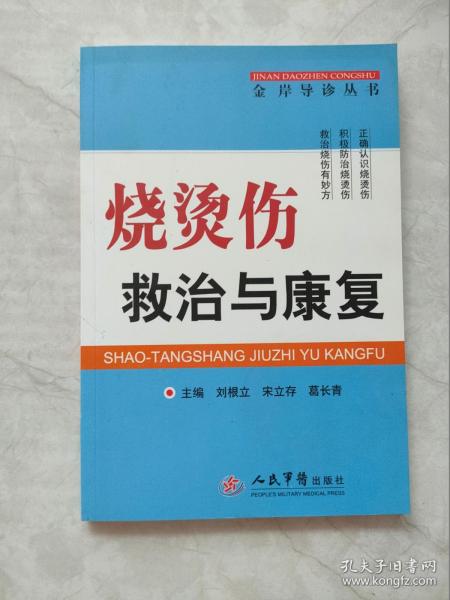 JINAN DAOZHEN CONGSHU
金岸导诊丛书
正确认识烧烫伤
积极防治烧烫伤
救治烧伤有妙方
烧烫伤
救治与康复
SHAO-TANGSHANG JIUZHI YU KANGFU
主编 刘根立 宋立存 葛长青
人民军医出版社
PEOPLE'S MILITARY MEDICAL PRESS
孔夫子旧书网
www.kongfz.com